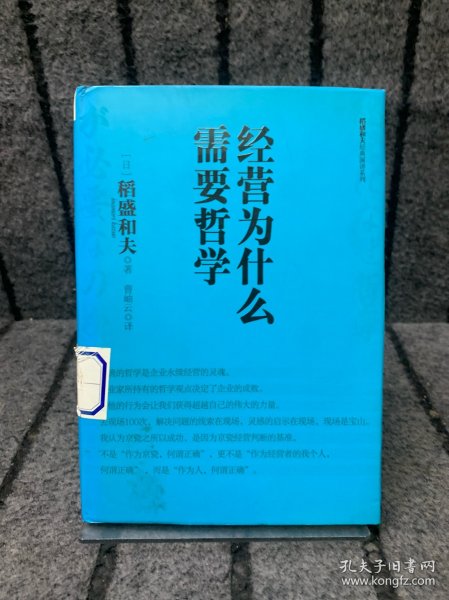 稻盛和夫经典演讲系列
经营为什么
需要哲学
[日]
稻盛和夫◎著
曹岫云◎译
的哲学是企业永续经营的灵魂。
业家所持有的哲学观点决定了企业的成败。
的行为会让我们获得超越自己的伟大的力量。
现场100次，解决问题的线索在现场，灵感的启示在现场，现场是宝山。
我认为京瓷之所以成功，是因为京瓷经营判断的基准，
不是“作为京瓷，何谓正确”，更不是“作为经营者的我个人，
何谓正确”，而是“作为人，何谓正确”。
孔夫子旧书网
www.kongfz.com